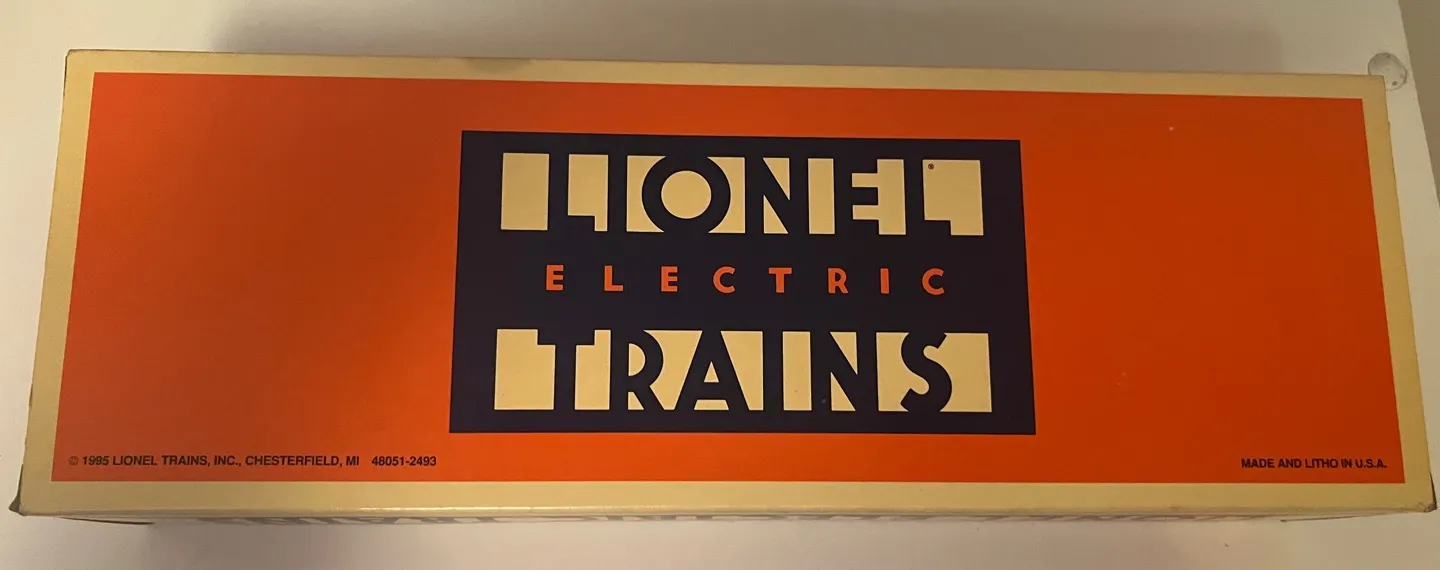 LIONEL®
ELECTRIC
TRAINS
© 1995 LIONEL TRAINS, INC., CHESTERFIELD, MI 48051-2493
MADE AND LITHO IN U.S.A.